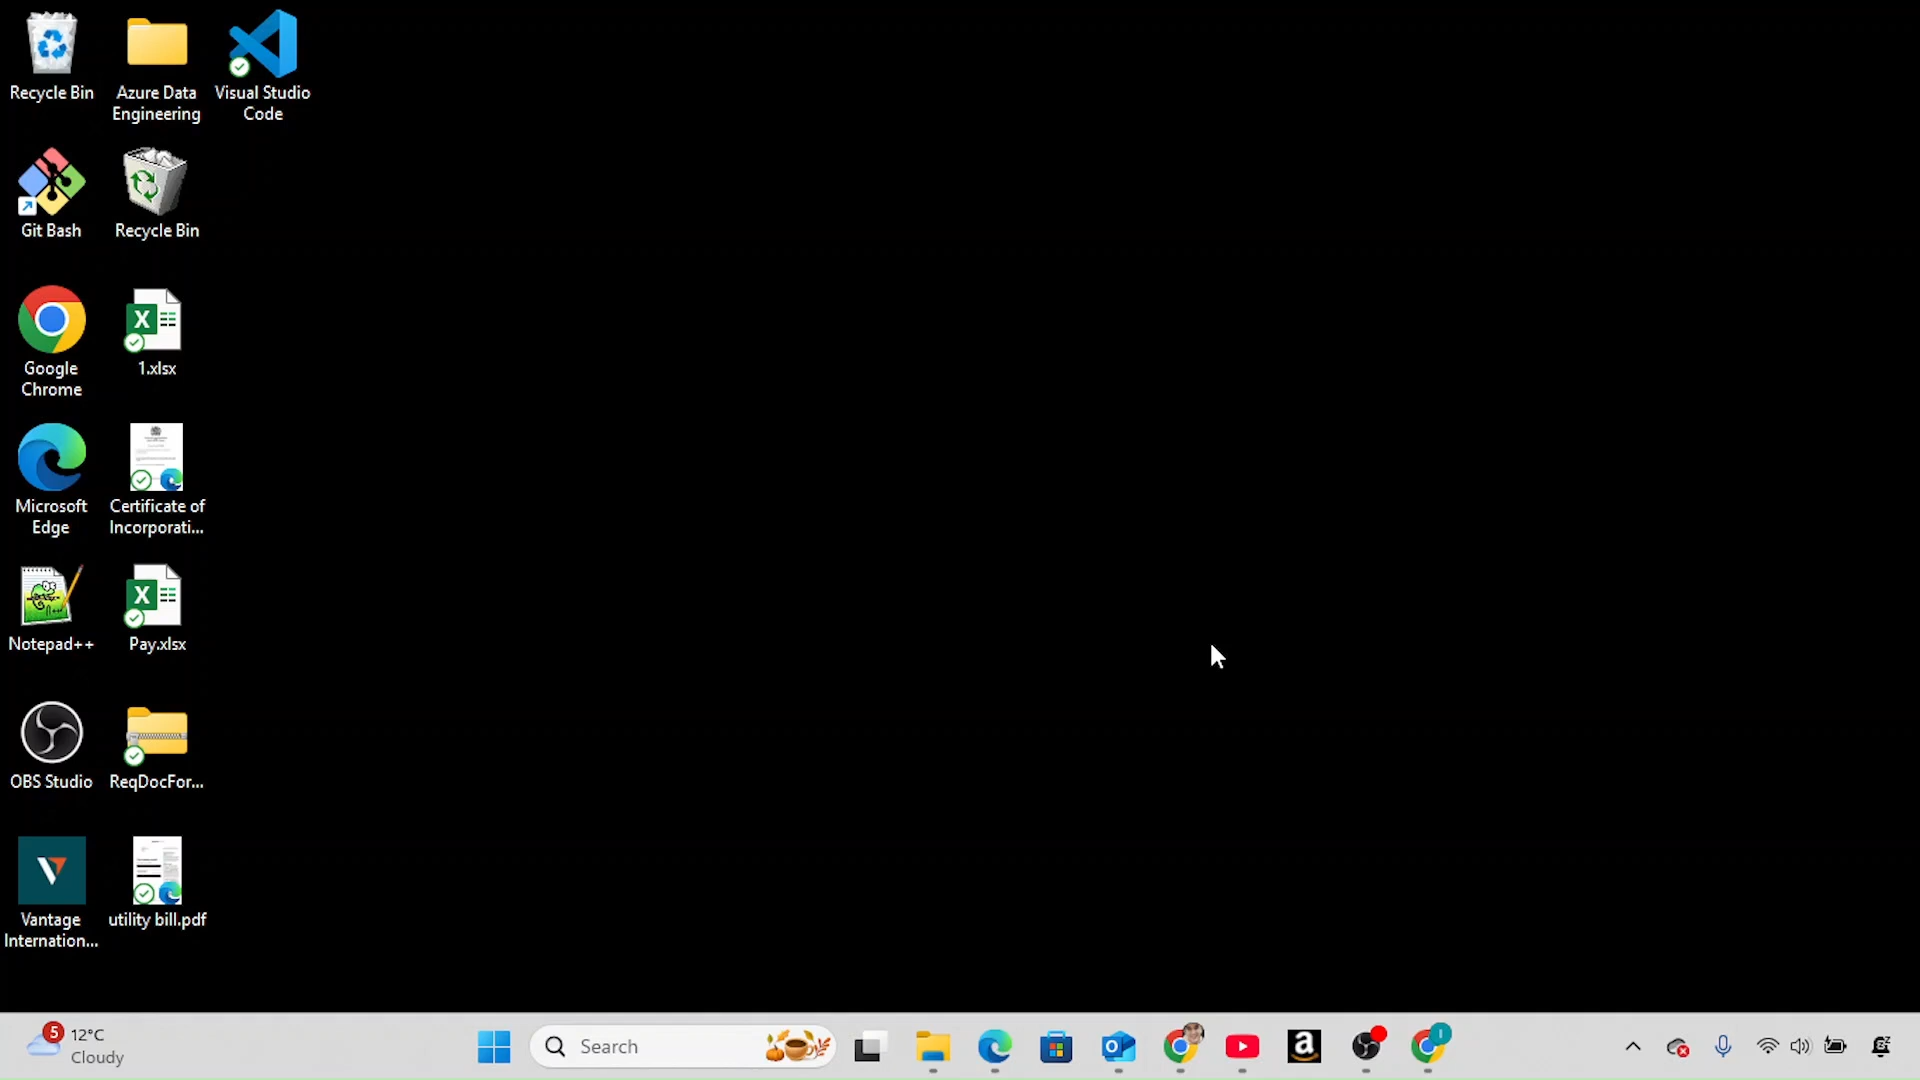 Recycle Bin
Azure Data
Engineering
Visual Studio
Code
Git Bash
Recycle Bin
Google
Chrome
1.xlsx
Microsoft
Edge
Certificate of
Incorporati...
Notepad++
Pay.xlsx
OBS Studio
ReqDocFor...
Vantage
Internation...
utility bill.pdf
5
12°C
Cloudy
Search